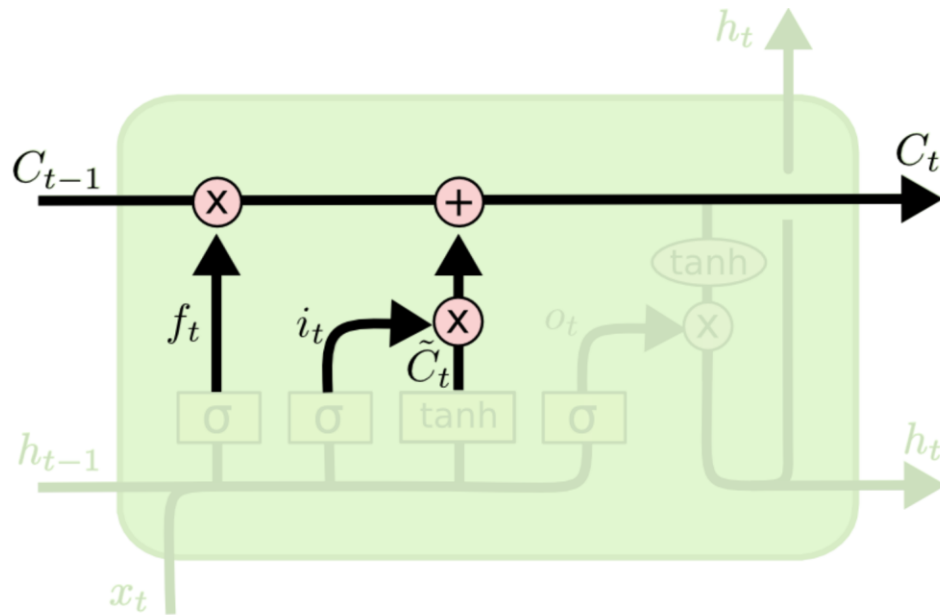 h_t
C_{t-1}
C_t
x
+
tanh
f_t
i_t
x
o_t
x
C̃_t
σ
σ
tanh
σ
h_{t-1}
h_t
x_t